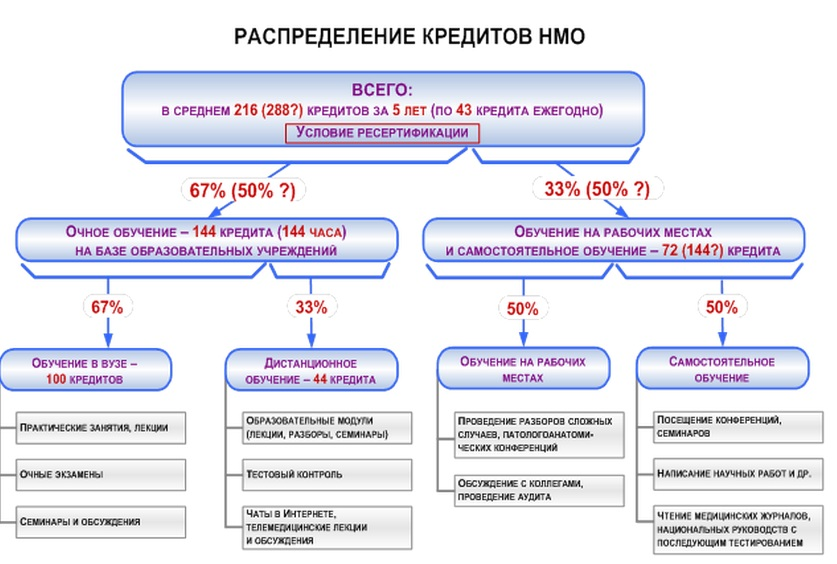 РАСПРЕДЕЛЕНИЕ КРЕДИТОВ НМО
ВСЕГО:
В СРЕДНЕМ 216 (288?) КРЕДИТОВ ЗА 5 ЛЕТ (ПО 43 КРЕДИТА ЕЖЕГОДНО)
УСЛОВИЕ РЕСЕРТИФИКАЦИИ
67% (50% ?)
33% (50% ?)
ОЧНОЕ ОБУЧЕНИЕ – 144 КРЕДИТА (144 ЧАСА)
НА БАЗЕ ОБРАЗОВАТЕЛЬНЫХ УЧРЕЖДЕНИЙ
ОБУЧЕНИЕ НА РАБОЧИХ МЕСТАХ
И САМОСТОЯТЕЛЬНОЕ ОБУЧЕНИЕ – 72 (144?) КРЕДИТА
67%
33%
50%
50%
ОБУЧЕНИЕ В ВУЗЕ –
100 КРЕДИТОВ
ПРАКТИЧЕСКИЕ ЗАНЯТИЯ, ЛЕКЦИИ
ОЧНЫЕ ЭКЗАМЕНЫ
СЕМИНАРЫ И ОБСУЖДЕНИЯ
ДИСТАНЦИОННОЕ
ОБУЧЕНИЕ – 44 КРЕДИТА
ОБРАЗОВАТЕЛЬНЫЕ МОДУЛИ
(ЛЕКЦИИ, РАЗБОРЫ, СЕМИНАРЫ)
ТЕСТОВЫЙ КОНТРОЛЬ
ЧАТЫ В ИНТЕРНЕТЕ,
ТЕЛЕМЕДИЦИНСКИЕ ЛЕКЦИИ
И ОБСУЖДЕНИЯ
ОБУЧЕНИЕ НА РАБОЧИХ
МЕСТАХ
ПРОВЕДЕНИЕ РАЗБОРОВ СЛОЖНЫХ
СЛУЧАЕВ, ПАТОЛОГОАНАТОМИ-
ЧЕСКИХ КОНФЕРЕНЦИЙ
ОБСУЖДЕНИЕ С КОЛЛЕГАМИ,
ПРОВЕДЕНИЕ АУДИТА
САМОСТОЯТЕЛЬНОЕ
ОБУЧЕНИЕ
ПОСЕЩЕНИЕ КОНФЕРЕНЦИЙ,
СЕМИНАРОВ
НАПИСАНИЕ НАУЧНЫХ РАБОТ И ДР.
ЧТЕНИЕ МЕДИЦИНСКИХ ЖУРНАЛОВ,
НАЦИОНАЛЬНЫХ РУКОВОДСТВ С
ПОСЛЕДУЮЩИМ ТЕСТИРОВАНИЕМ